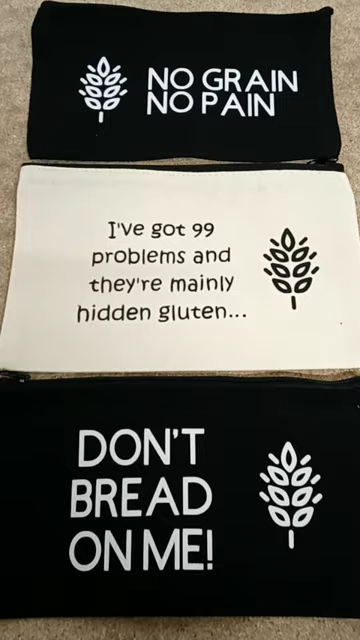 NO GRAIN
NO PAIN
I've got 99
problems and
they're mainly
hidden gluten...
DON'T
BREAD
ON ME!